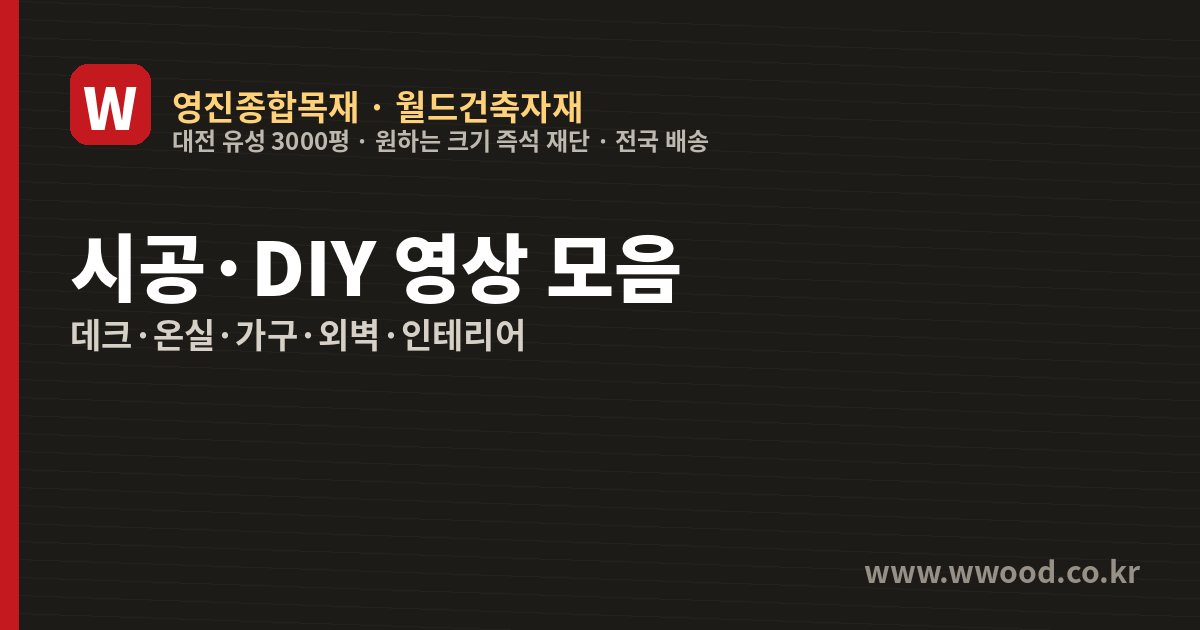 W
영진종합목재 · 월드건축자재
대전 유성 3000평 · 원하는 크기 즉석 재단 · 전국 배송
시공·DIY 영상 모음
데크·온실·가구·외벽·인테리어
www.wwood.co.kr